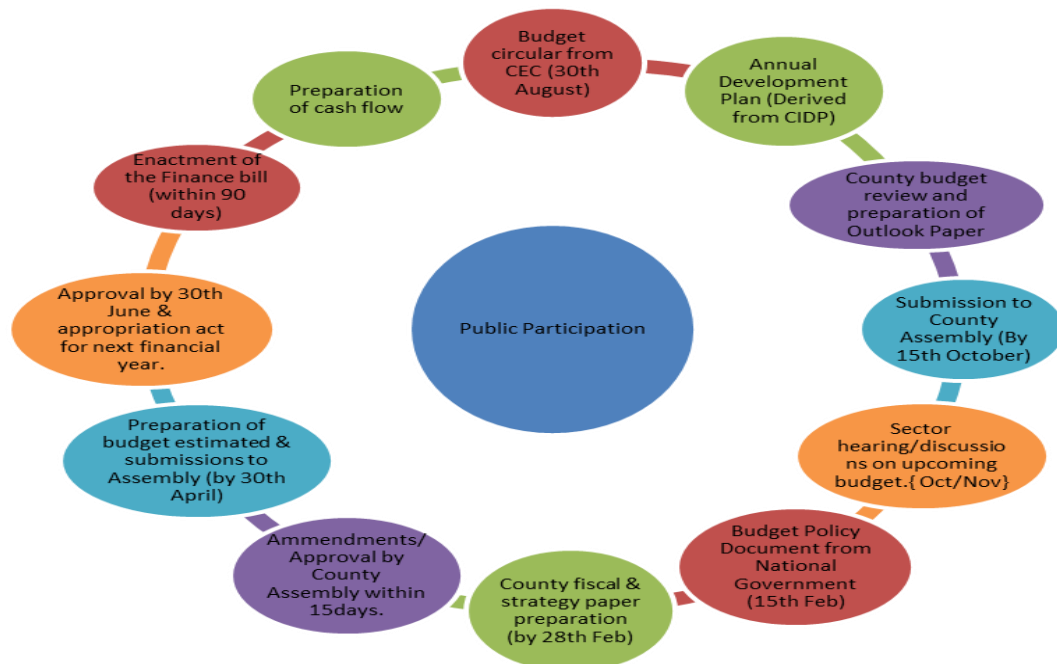 Budget
circular from
CEC (30th
August)
Annual
Development
Plan (Derived
from CIDP)
County budget
review and
preparation of
Outlook Paper
Submission to
County
Assembly (By
15th October)
Sector
hearing/discussio
ns on upcoming
budget.{ Oct/Nov}
Budget Policy
Document from
National
Government
(15th Feb)
County fiscal &
strategy paper
preparation
(by 28th Feb)
Ammendments/
Approval by
County
Assembly within
15days.
Preparation of
budget estimated &
submissions to
Assembly (by 30th
April)
Approval by 30th
June &
appropriation act
for next financial
year.
Enactment of
the Finance bill
(within 90
days)
Preparation
of cash flow
Public Participation